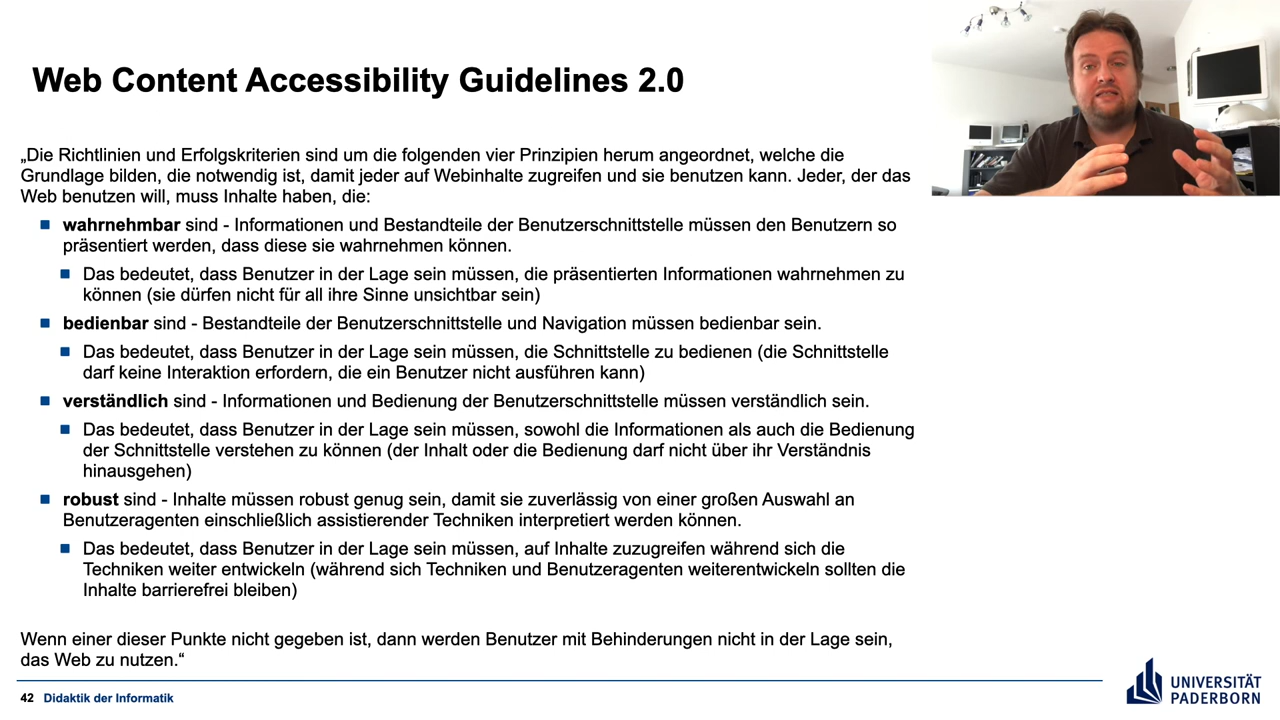 Web Content Accessibility Guidelines 2.0
„Die Richtlinien und Erfolgskriterien sind um die folgenden vier Prinzipien herum angeordnet, welche die
Grundlage bilden, die notwendig ist, damit jeder auf Webinhalte zugreifen und sie benutzen kann. Jeder, der das
Web benutzen will, muss Inhalte haben, die:
wahrnehmbar sind - Informationen und Bestandteile der Benutzerschnittstelle müssen den Benutzern so
präsentiert werden, dass diese sie wahrnehmen können.
Das bedeutet, dass Benutzer in der Lage sein müssen, die präsentierten Informationen wahrnehmen zu
können (sie dürfen nicht für all ihre Sinne unsichtbar sein)
bedienbar sind - Bestandteile der Benutzerschnittstelle und Navigation müssen bedienbar sein.
Das bedeutet, dass Benutzer in der Lage sein müssen, die Schnittstelle zu bedienen (die Schnittstelle
darf keine Interaktion erfordern, die ein Benutzer nicht ausführen kann)
verständlich sind - Informationen und Bedienung der Benutzerschnittstelle müssen verständlich sein.
Das bedeutet, dass Benutzer in der Lage sein müssen, sowohl die Informationen als auch die Bedienung
der Schnittstelle verstehen zu können (der Inhalt oder die Bedienung darf nicht über ihr Verständnis
hinausgehen)
robust sind - Inhalte müssen robust genug sein, damit sie zuverlässig von einer großen Auswahl an
Benutzeragenten einschließlich assistierender Techniken interpretiert werden können.
Das bedeutet, dass Benutzer in der Lage sein müssen, auf Inhalte zuzugreifen während sich die
Techniken weiter entwickeln (während sich Techniken und Benutzeragenten weiterentwickeln sollten die
Inhalte barrierefrei bleiben)
Wenn einer dieser Punkte nicht gegeben ist, dann werden Benutzer mit Behinderungen nicht in der Lage sein,
das Web zu nutzen.“
42 Didaktik der Informatik
UNIVERSITÄT
PADERBORN